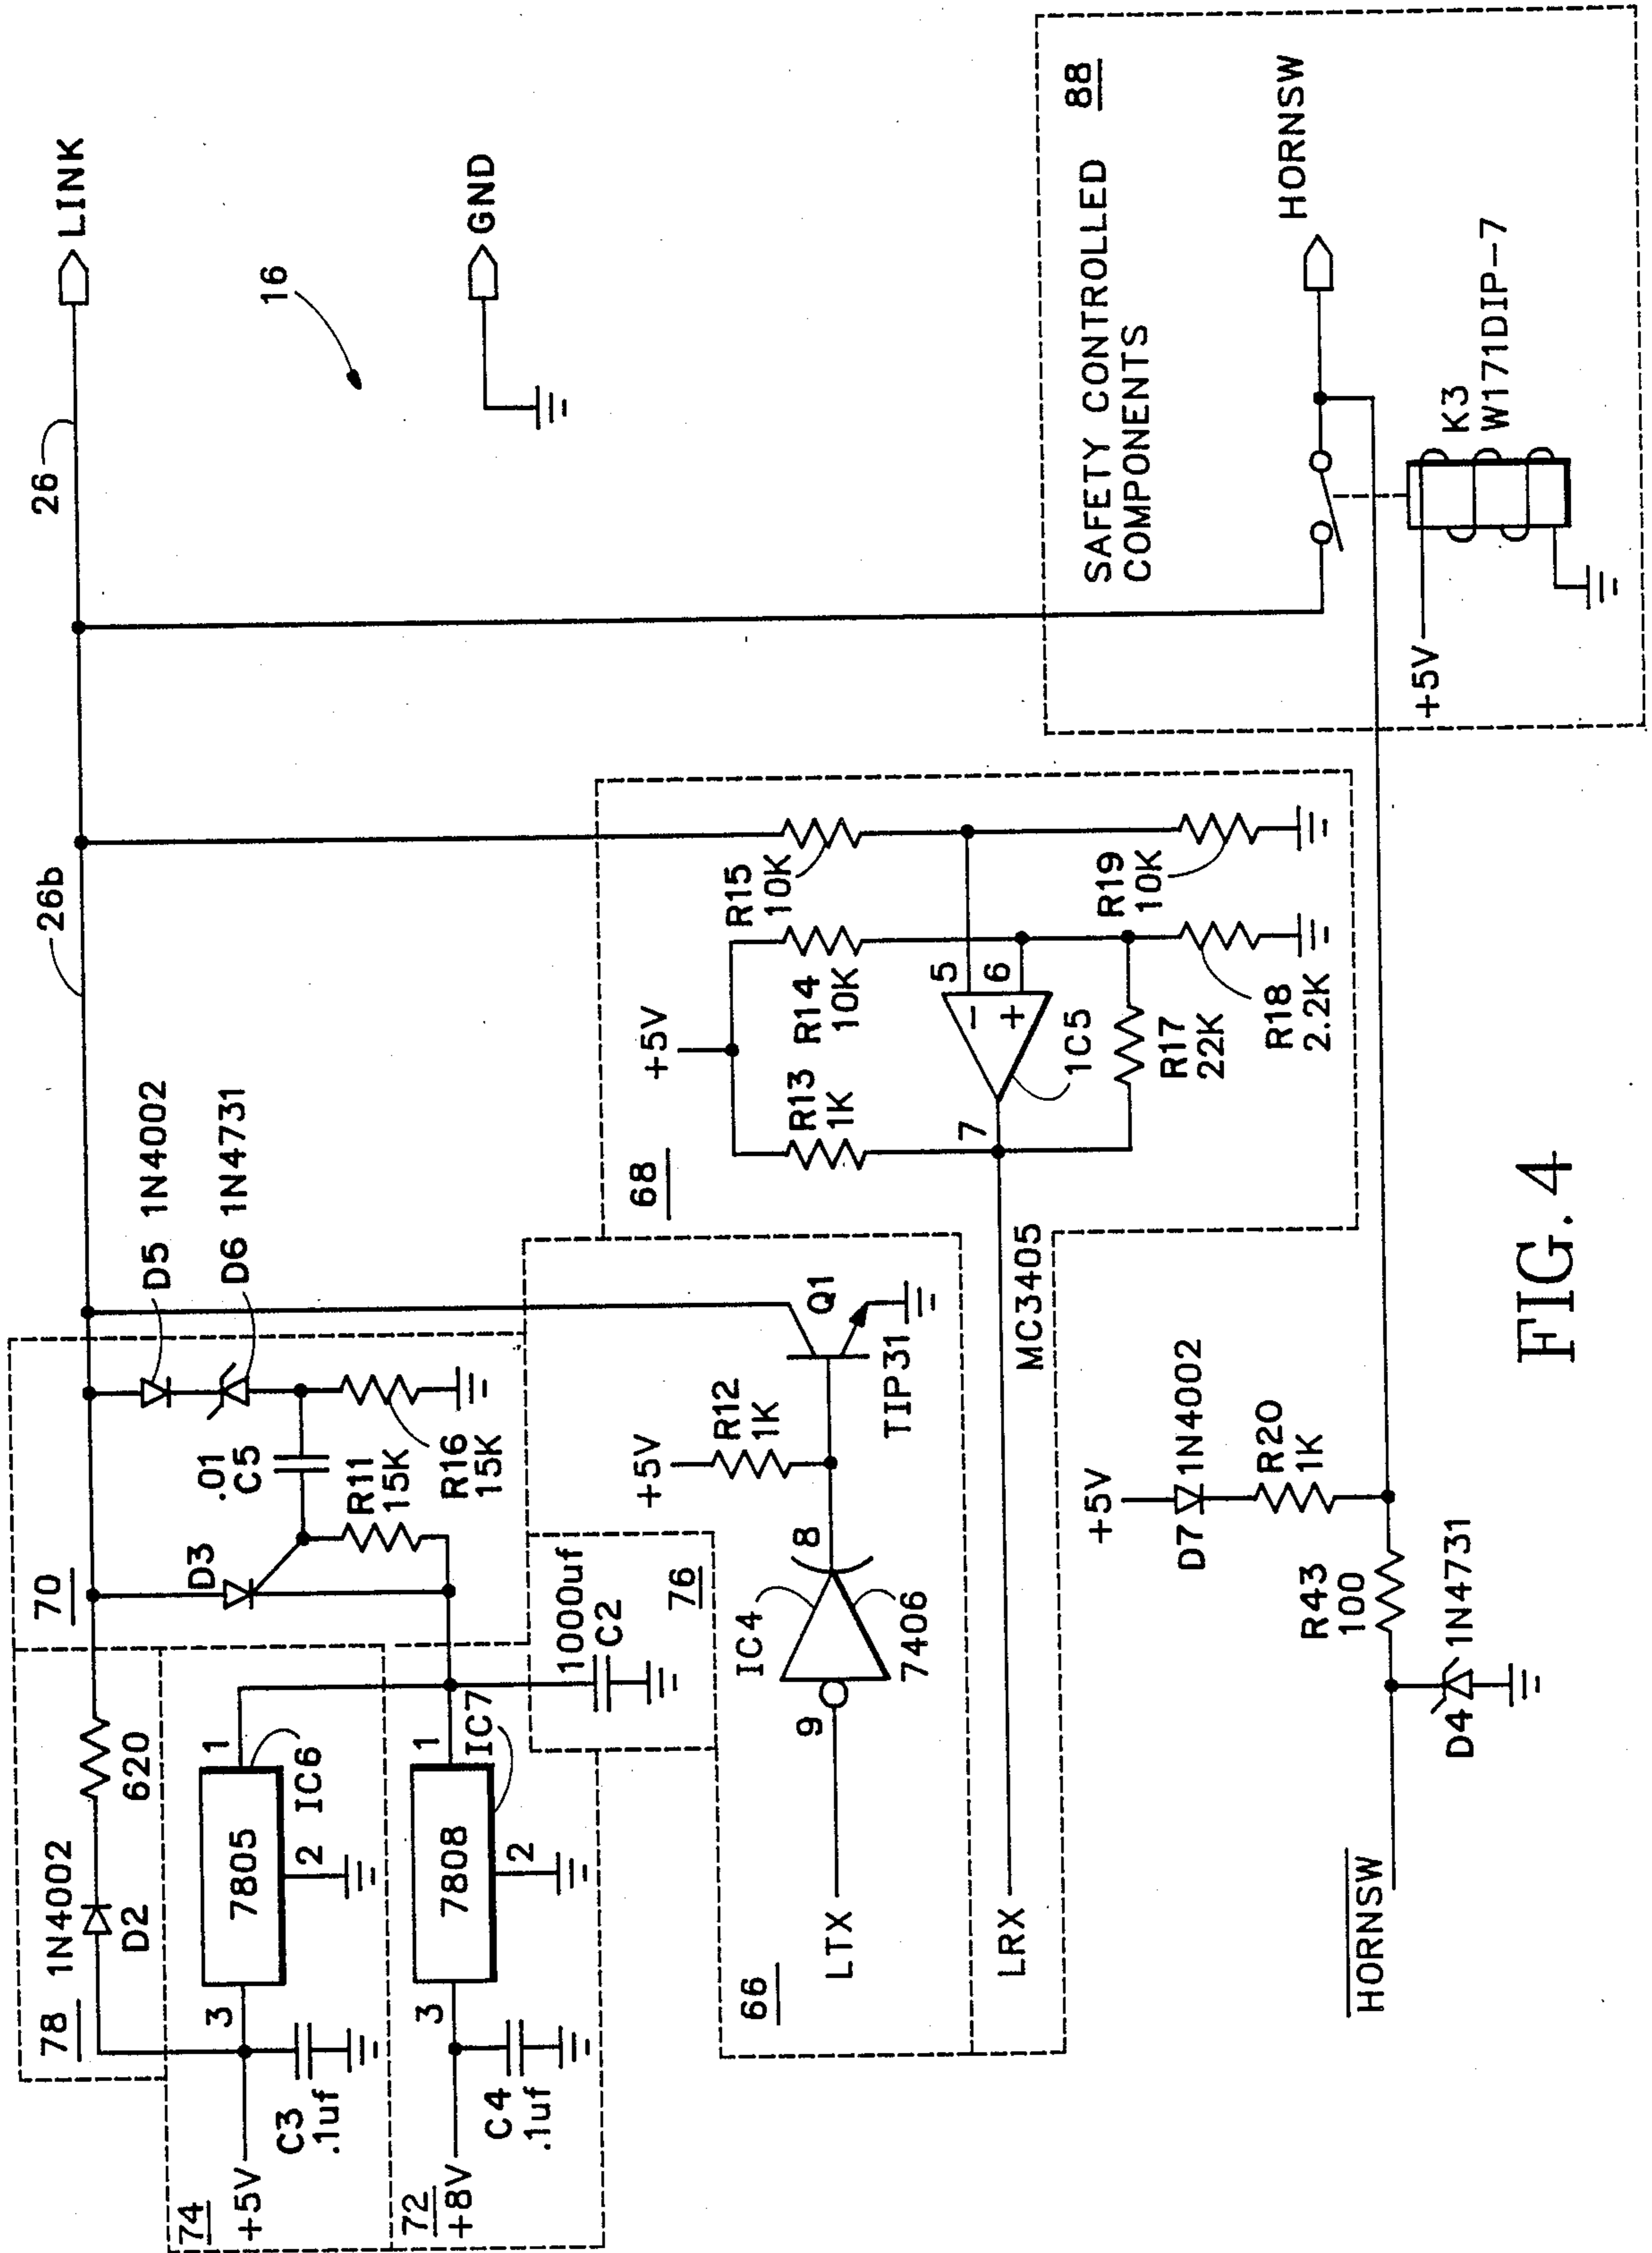 26
LINK
16
GND
26b
D5 1N4002
D6 1N4731
70
D3
.01
C5
R11
15K
R16
15K
78
1N4002
D2
620
74
+5V
3
7805
1
2
IC6
C3
.1uf
72
+8V
3
7808
1
2
IC7
C4
.1uf
1000uf
C2
76
66
LTX
9
IC4
7406
8
+5V
R12
1K
Q1
TIP31
68
+5V
R13
1K
R14
10K
R15
10K
7
5
6
-
+
1C5
R17
22K
R18
2.2K
R19
10K
LRX
MC3405
SAFETY CONTROLLED 88
COMPONENTS
HORNSW
+5V
K3
W171DIP-7
+5V
D7
1N4002
R20
1K
R43
100
D4
1N4731
HORNSW
FIG. 4